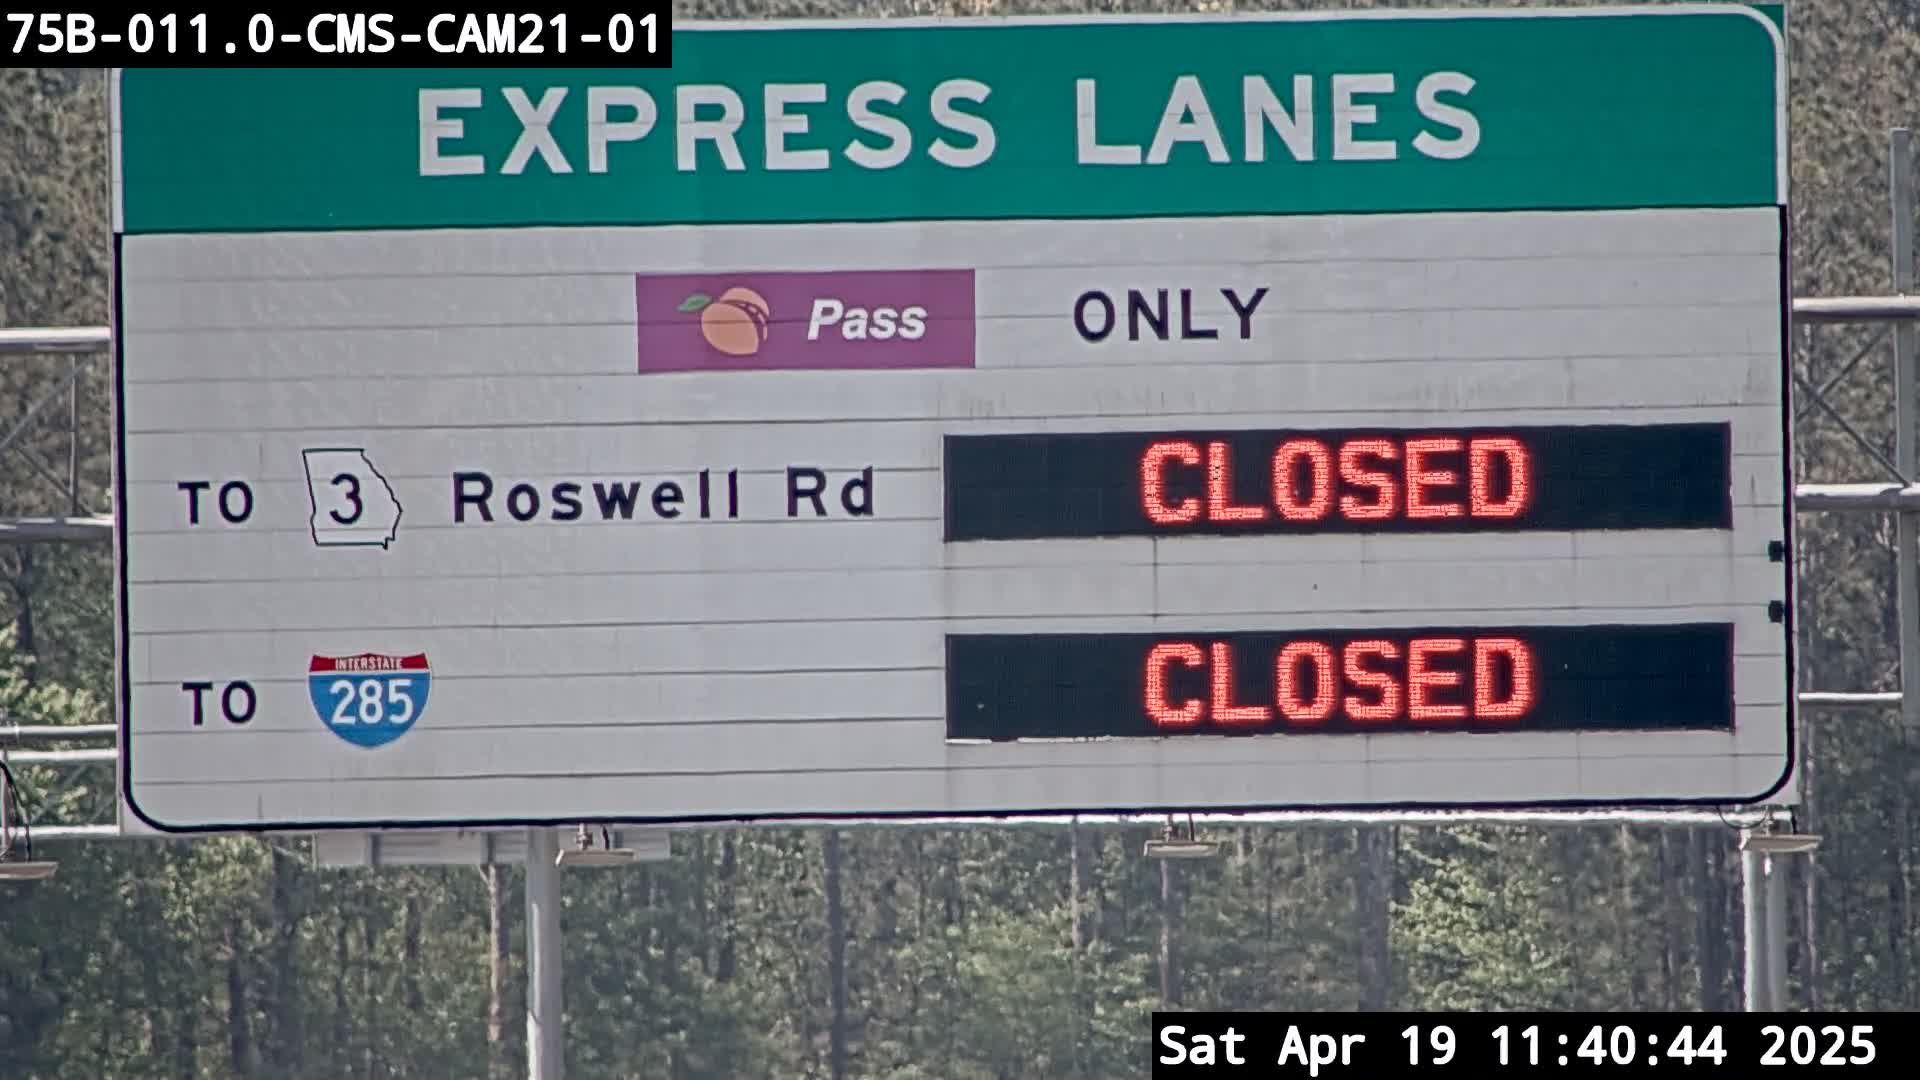 75B-011.0-CMS-CAM21-01
EXPRESS LANES
Pass ONLY
TO 3 Roswell Rd CLOSED
INTERSTATE
TO 285 CLOSED
Sat Apr 19 11:40:44 2025